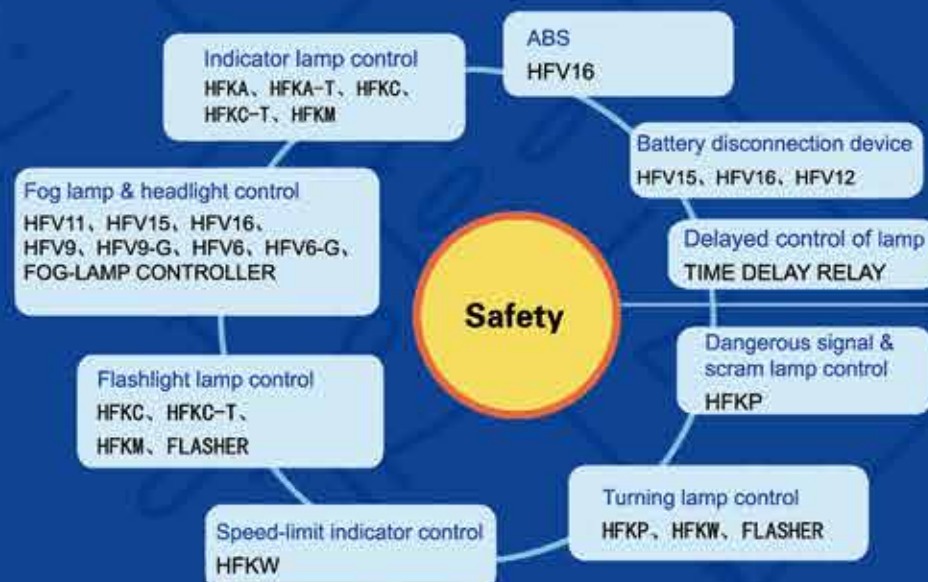 ABS
HFV16
Indicator lamp control
HFKA、HFKA-T、HFKC、
HFKC-T、HFKM
Battery disconnection device
HFV15、HFV16、HFV12
Fog lamp & headlight control
HFV11、HFV15、HFV16、
HFV9、HFV9-G、HFV6、HFV6-G、
FOG-LAMP CONTROLLER
Delayed control of lamp
TIME DELAY RELAY
Safety
Dangerous signal &
scram lamp control
HFKP
Flashlight lamp control
HFKC、HFKC-T、
HFKM、FLASHER
Turning lamp control
HFKP、HFKW、FLASHER
Speed-limit indicator control
HFKW